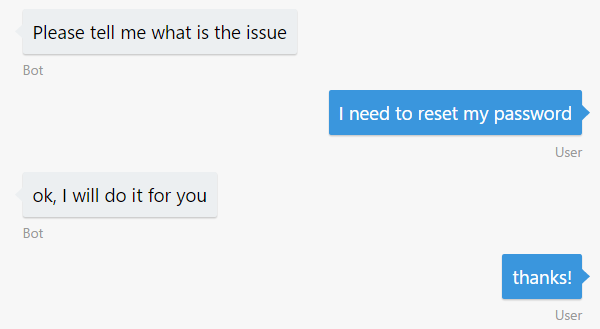 Please tell me what is the issue
Bot
I need to reset my password
User
ok, I will do it for you
Bot
thanks!
User